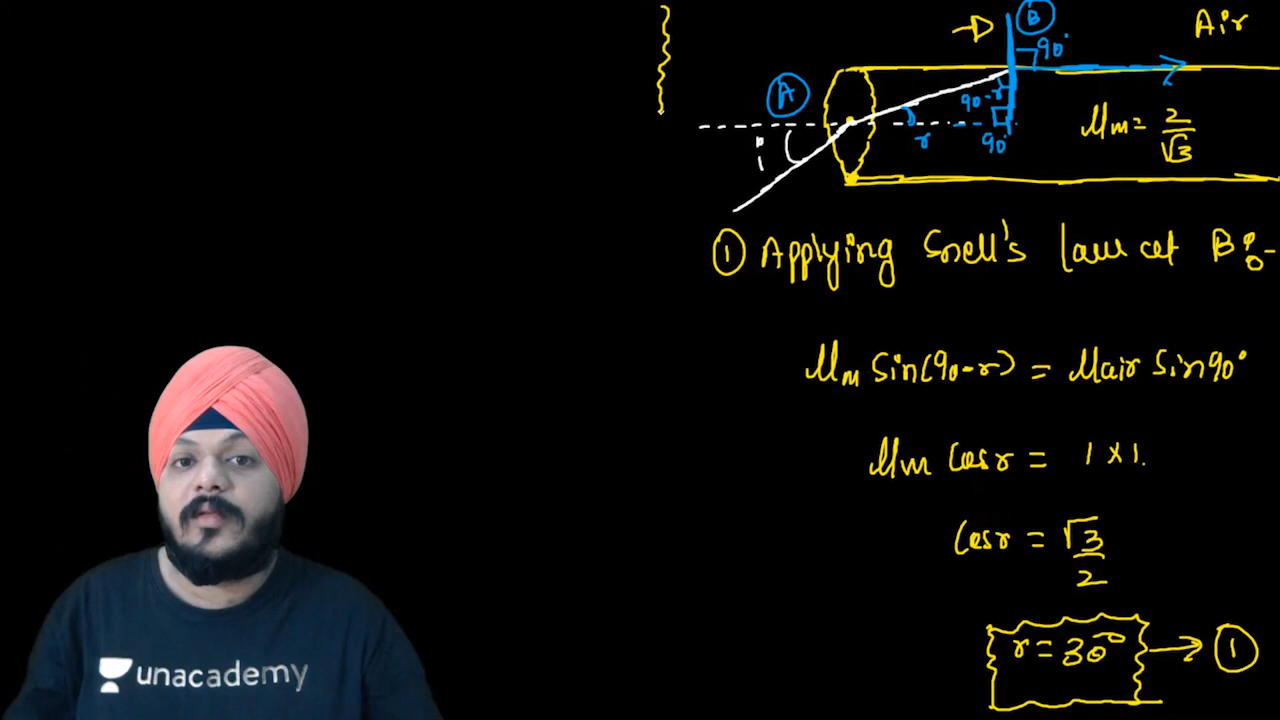 B
Air
90°
A
90-r
i
r
90°
μm = 2/√3
① Applying Snell's law at B:-
μm Sin(90-r) = μair Sin90°
μm Cosr = 1 × 1.
Cosr = √3/2
r = 30° → ①
unacademy